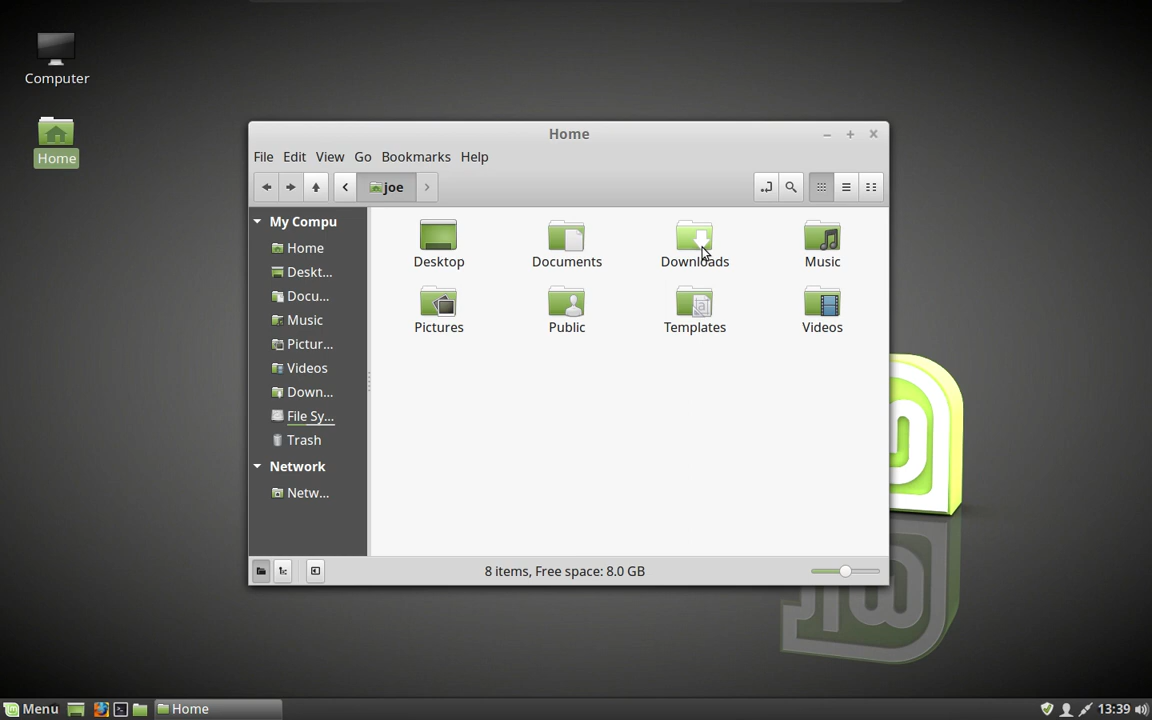 Computer
Home
Home
File Edit View Go Bookmarks Help
joe
My Compu
Home
Deskt...
Docu...
Music
Pictur...
Videos
Down...
File Sy...
Trash
Network
Netw...
Desktop Documents Downloads Music
Pictures Public Templates Videos
8 items, Free space: 8.0 GB
Menu Home 13:39